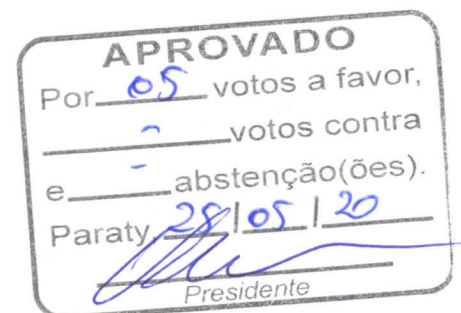 APROVADO
Por 05 votos a favor,
- votos contra
e - abstenção(ões).
Paraty, 28/05/20
Presidente